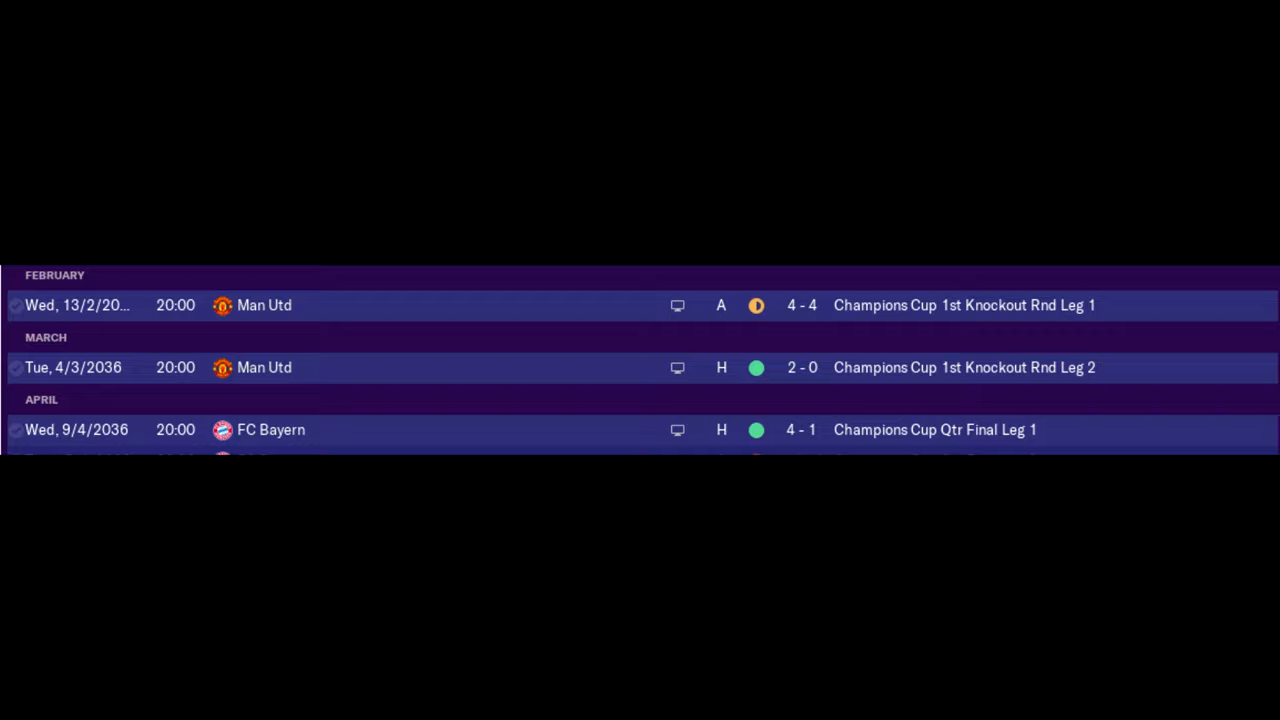 FEBRUARY
Wed, 13/2/20... 20:00 Man Utd A 4 - 4 Champions Cup 1st Knockout Rnd Leg 1
MARCH
Tue, 4/3/2036 20:00 Man Utd H 2 - 0 Champions Cup 1st Knockout Rnd Leg 2
APRIL
Wed, 9/4/2036 20:00 FC Bayern H 4 - 1 Champions Cup Qtr Final Leg 1